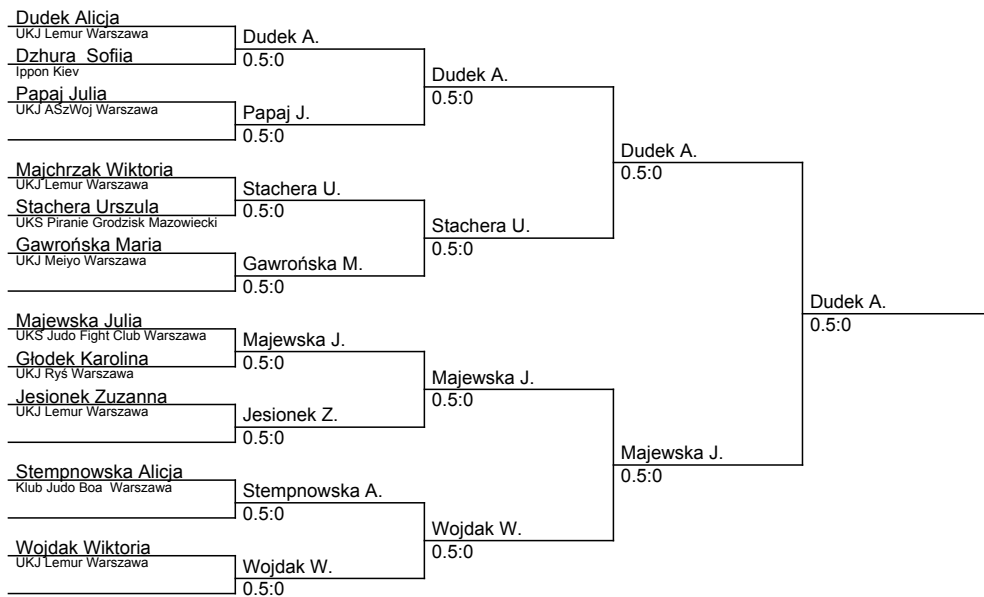 Dudek Alicja
UKJ Lemur Warszawa
Dzhura  Sofiia
Ippon Kiev
Papaj Julia
UKJ ASzWoj Warszawa
Majchrzak Wiktoria
UKJ Lemur Warszawa
Stachera Urszula
UKS Piranie Grodzisk Mazowiecki
Gawrońska Maria
UKJ Meiyo Warszawa
Majewska Julia
UKS Judo Fight Club Warszawa
Głodek Karolina
UKJ Ryś Warszawa
Jesionek Zuzanna
UKJ Lemur Warszawa
Stempnowska Alicja
Klub Judo Boa  Warszawa
Wojdak Wiktoria
UKJ Lemur Warszawa
Dudek A.
0.5:0
Papaj J.
0.5:0
Stachera U.
0.5:0
Gawrońska M.
0.5:0
Majewska J.
0.5:0
Jesionek Z.
0.5:0
Stempnowska A.
0.5:0
Wojdak W.
0.5:0
Dudek A.
0.5:0
Stachera U.
0.5:0
Majewska J.
0.5:0
Wojdak W.
0.5:0
Dudek A.
0.5:0
Majewska J.
0.5:0
Dudek A.
0.5:0